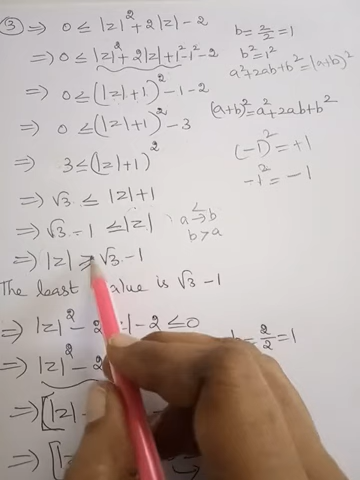 ③ ⇒ 0 ≤ |z|² + 2|z| - 2
b = 2/2 = 1
⇒ 0 ≤ |z|² + 2|z| + 1² - 1² - 2
b² = 1²
a² + 2ab + b² = (a+b)²
⇒ 0 ≤ (|z|+1)² - 1 - 2
(a+b)² = a² + 2ab + b²
⇒ 0 ≤ (|z|+1)² - 3
(-1)² = +1
⇒ 3 ≤ (|z|+1)²
-1² = -1
⇒ √3 ≤ |z|+1
⇒ √3 - 1 ≤ |z|
a ≤ b
b > a
⇒ |z| ≥ √3 - 1
The least value is √3 - 1
⇒ |z|² - 2 |z| - 2 ≤ 0
= 2/2 = 1
⇒ |z|² - 2
⇒ [|z| -
⇒ [|z